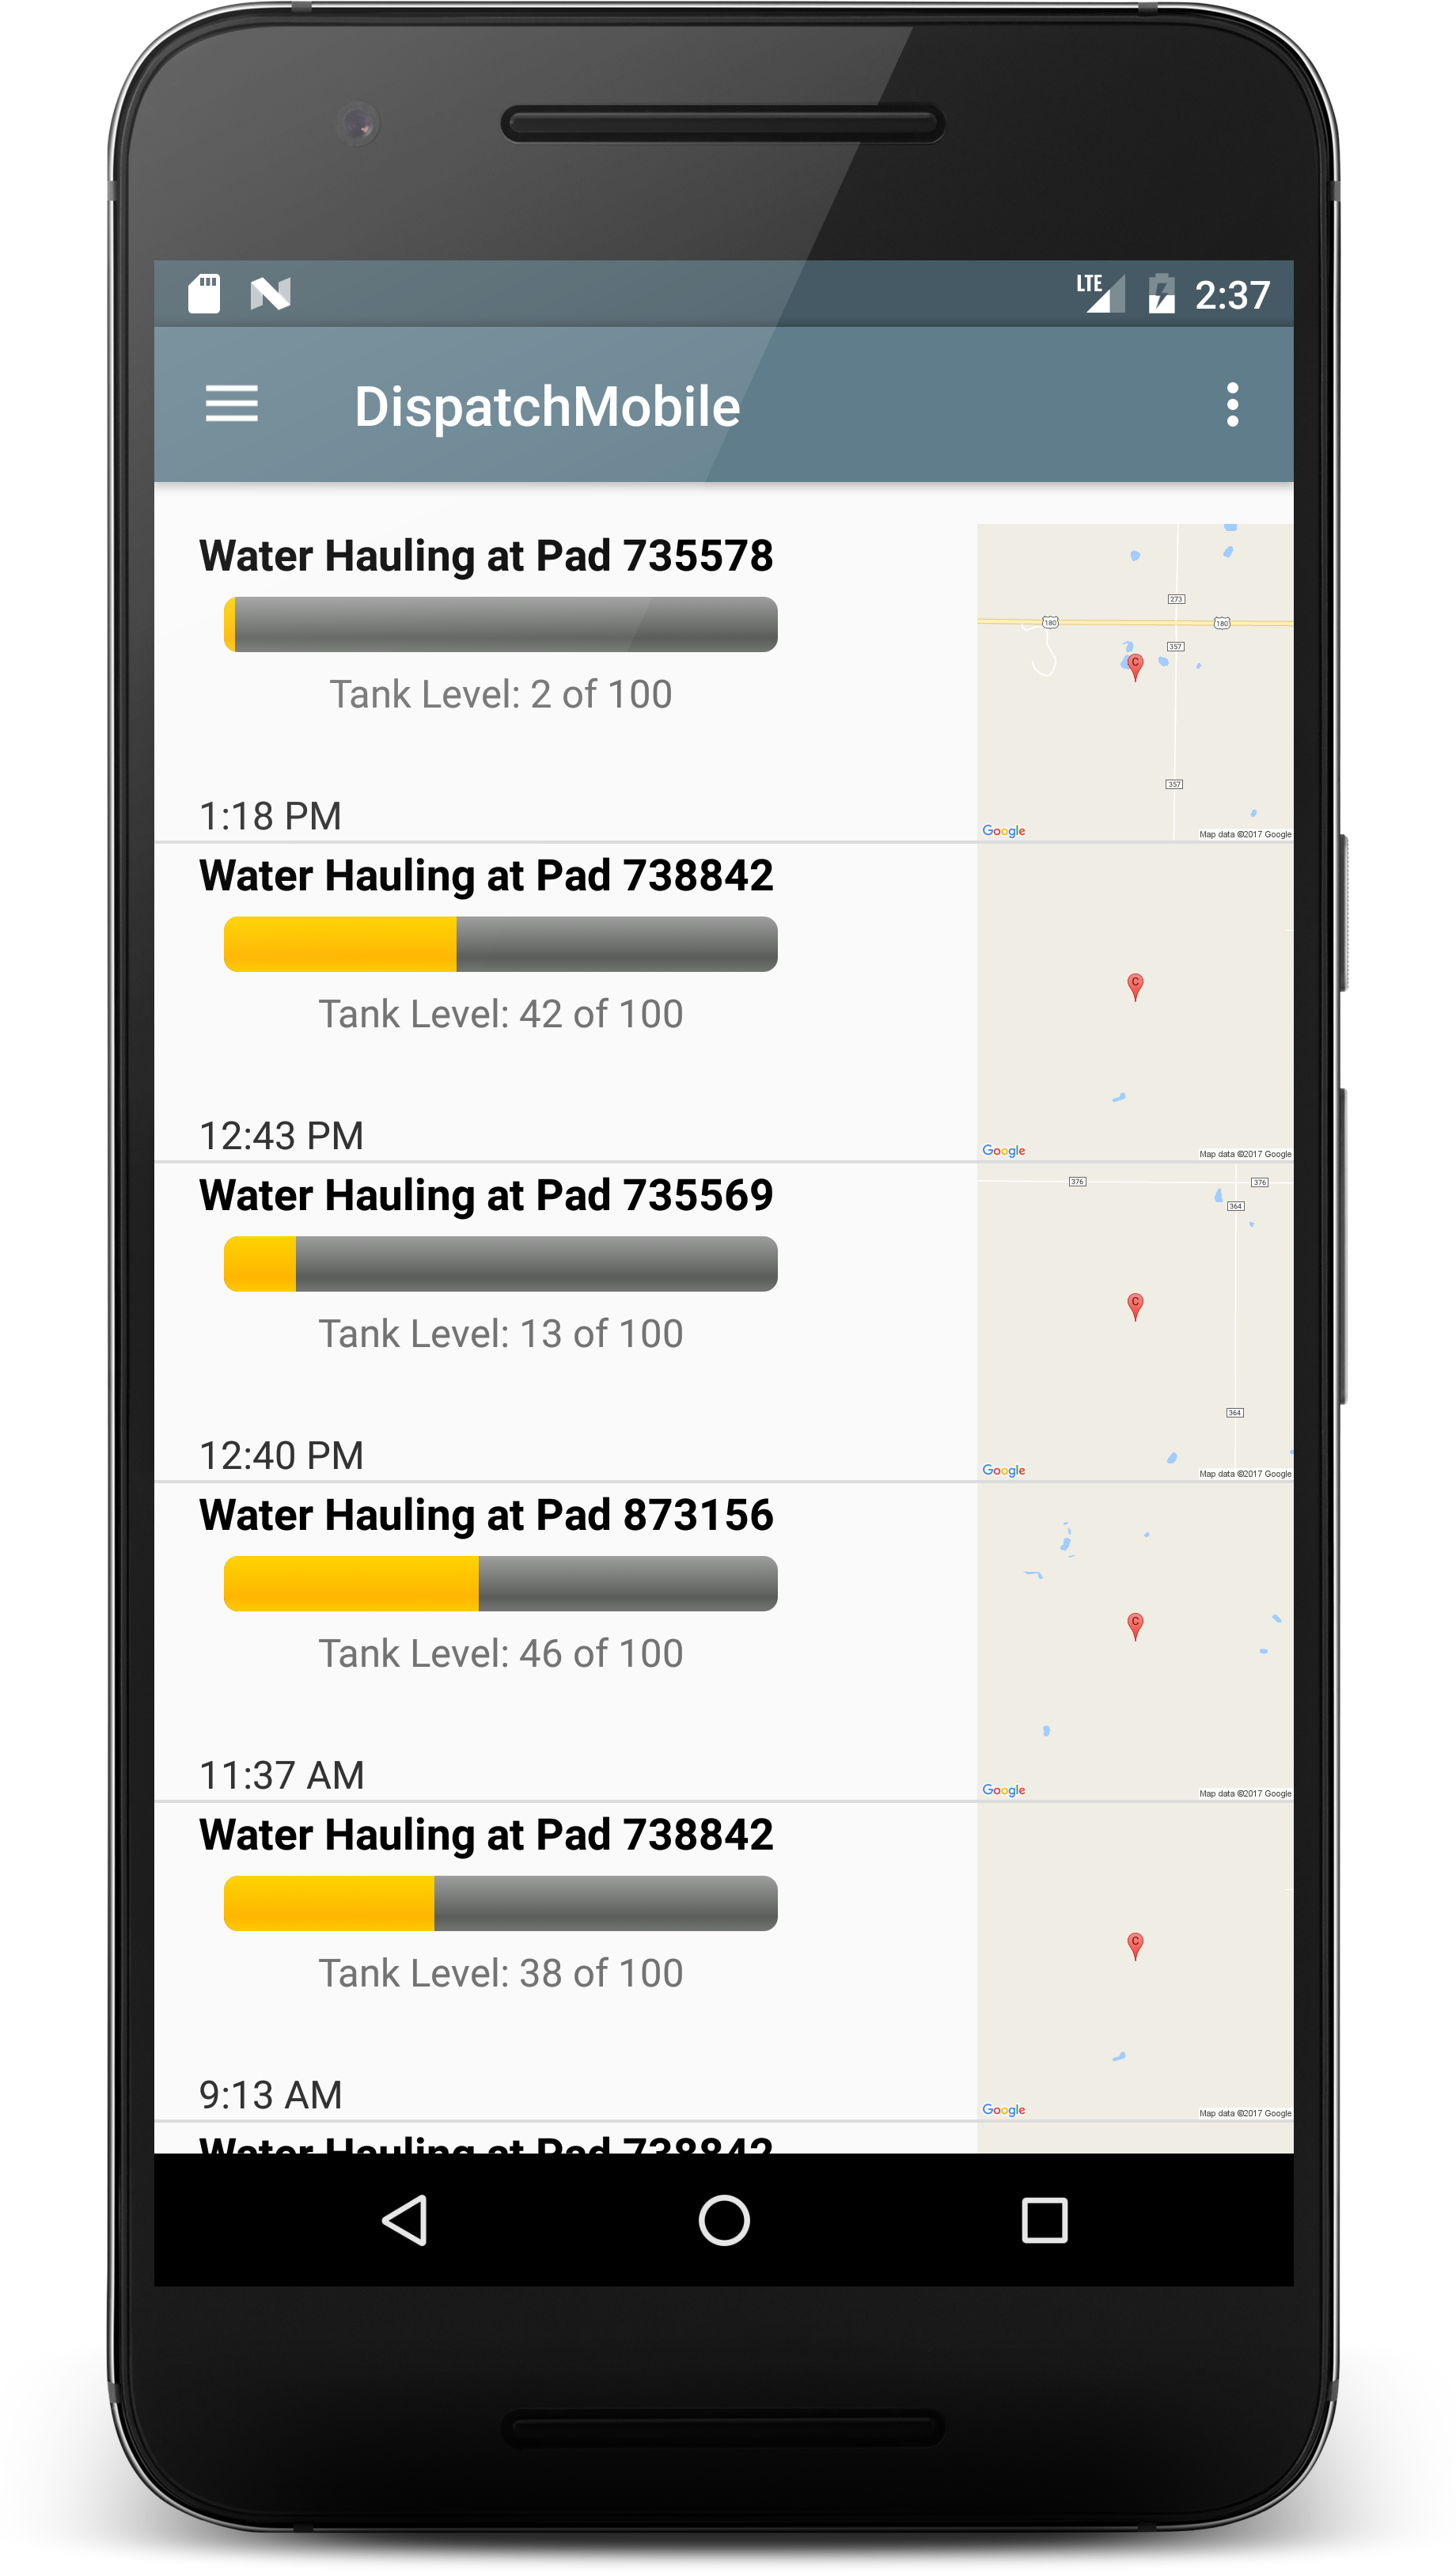 LTE 2:37
DispatchMobile
Water Hauling at Pad 735578
Tank Level: 2 of 100
1:18 PM
273
180 180
357
357
Google Map data ©2017 Google
Water Hauling at Pad 738842
Tank Level: 42 of 100
12:43 PM
C
Google Map data ©2017 Google
Water Hauling at Pad 735569
Tank Level: 13 of 100
12:40 PM
376 376
364
C
364
Google Map data ©2017 Google
Water Hauling at Pad 873156
Tank Level: 46 of 100
11:37 AM
C
Google Map data ©2017 Google
Water Hauling at Pad 738842
Tank Level: 38 of 100
9:13 AM
C
Google Map data ©2017 Google
Water Hauling at Pad 738842